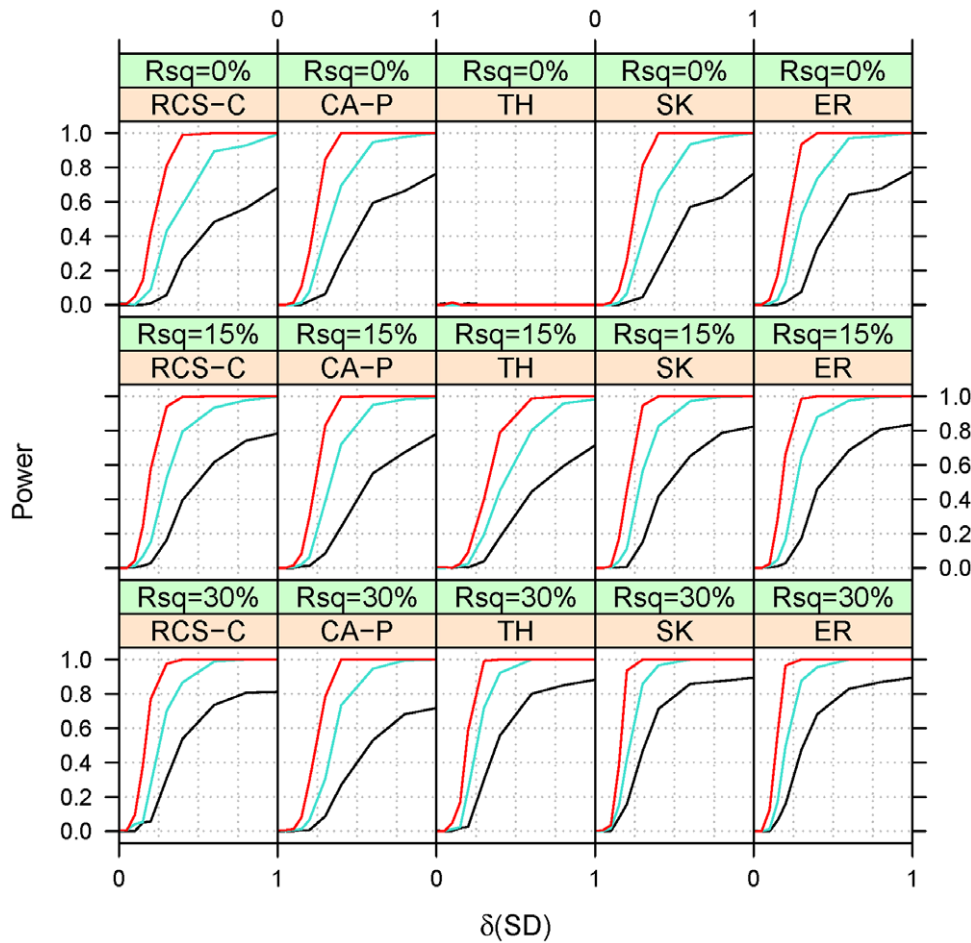 0 1 0
Rsq=0% Rsq=0% Rsq=0% Rsq=0% Rsq=0%
RCS−C CA−P TH SK ER
1.0
0.8
0.6
0.4
0.2
0.0
Rsq=15% Rsq=15% Rsq=15% Rsq=15% Rsq=15%
RCS−C CA−P TH SK ER
1.0
0.8
0.6
0.4
0.2
0.0
Power
Rsq=30% Rsq=30% Rsq=30% Rsq=30% Rsq=30%
RCS−C CA−P TH SK ER
1.0
0.8
0.6
0.4
0.2
0.0
0 1 0 1 0 1
δ(SD)